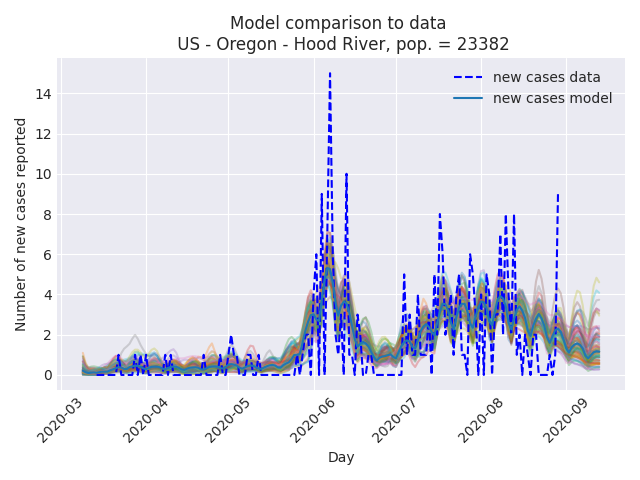 Model comparison to data
US - Oregon - Hood River, pop. = 23382
new cases data
new cases model
Number of new cases reported
14
12
10
8
6
4
2
0
2020-03
2020-04
2020-05
2020-06
2020-07
2020-08
2020-09
Day